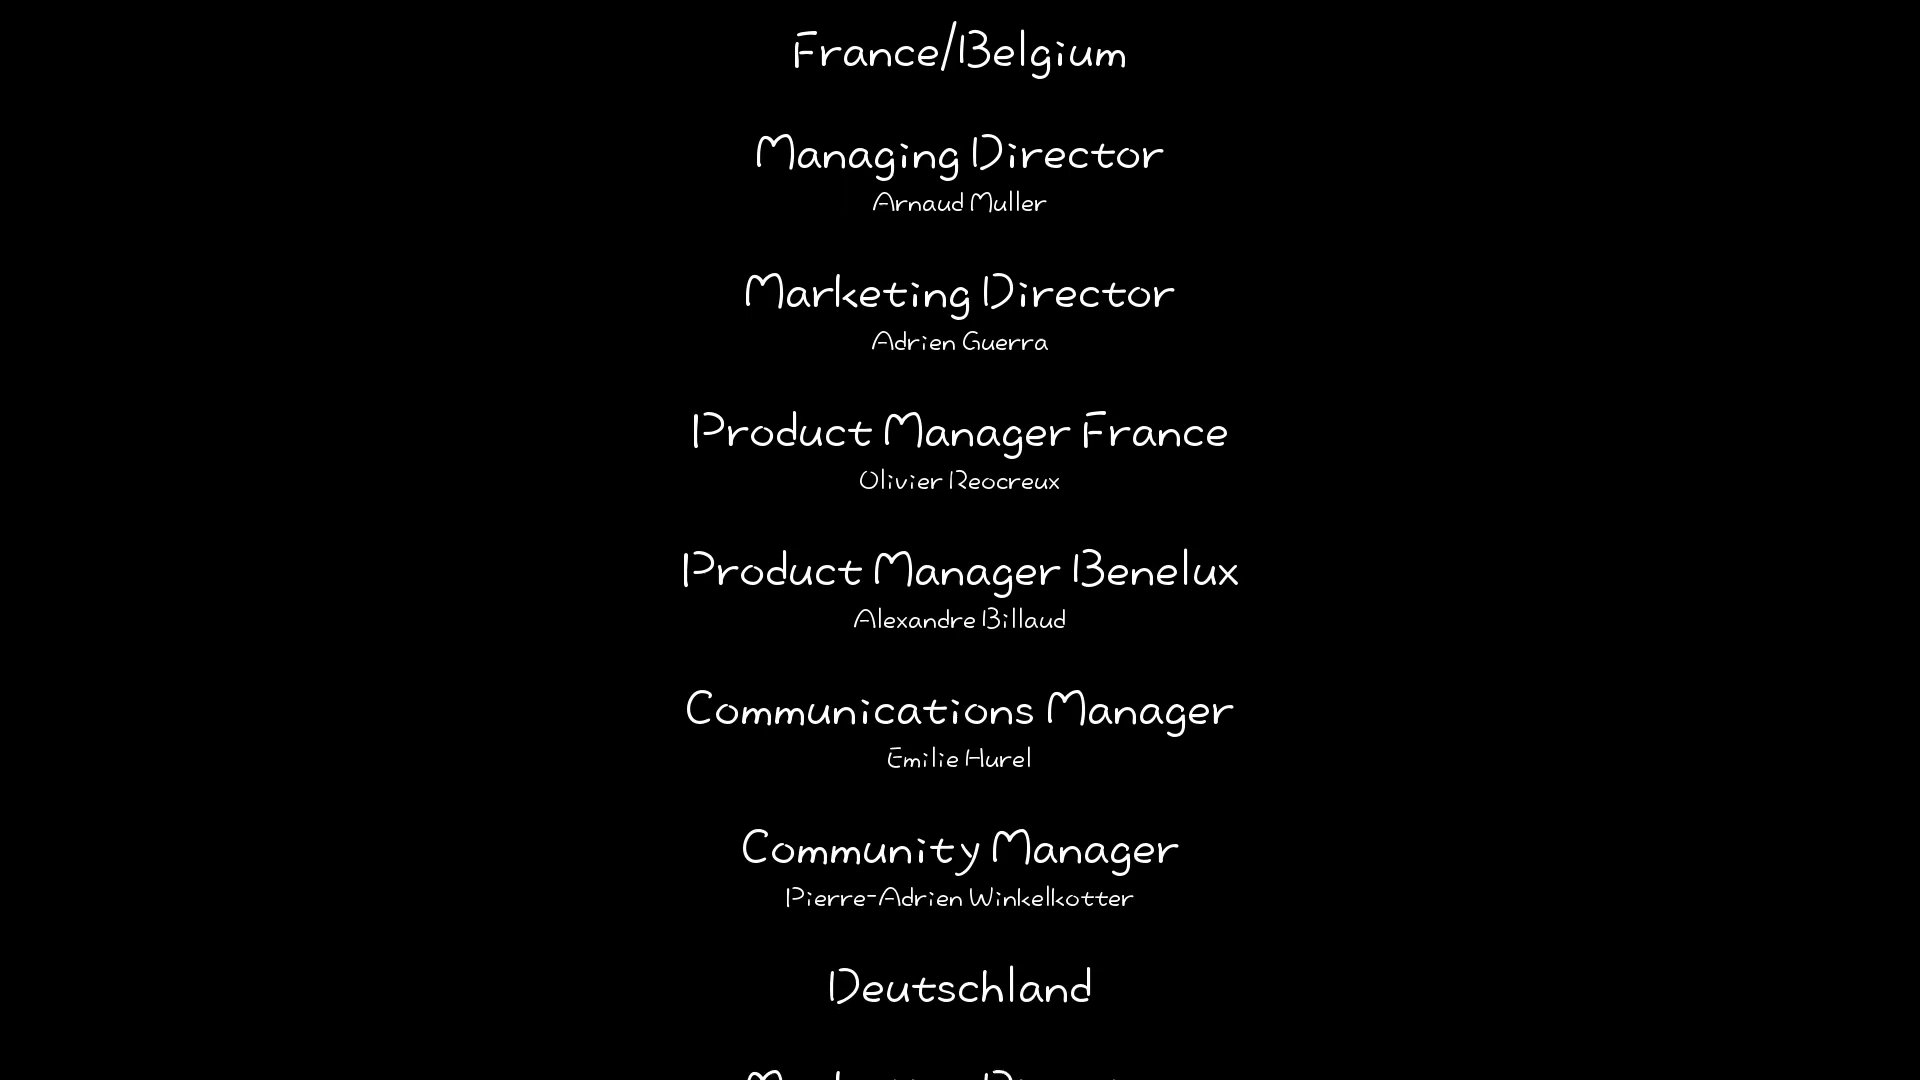 France/Belgium
Managing Director
Arnaud Muller
Marketing Director
Adrien Guerra
Product Manager France
Olivier Reocreux
Product Manager Benelux
Alexandre Billaud
Communications Manager
Emilie Hurel
Community Manager
Pierre-Adrien Winkelkotter
Deutschland